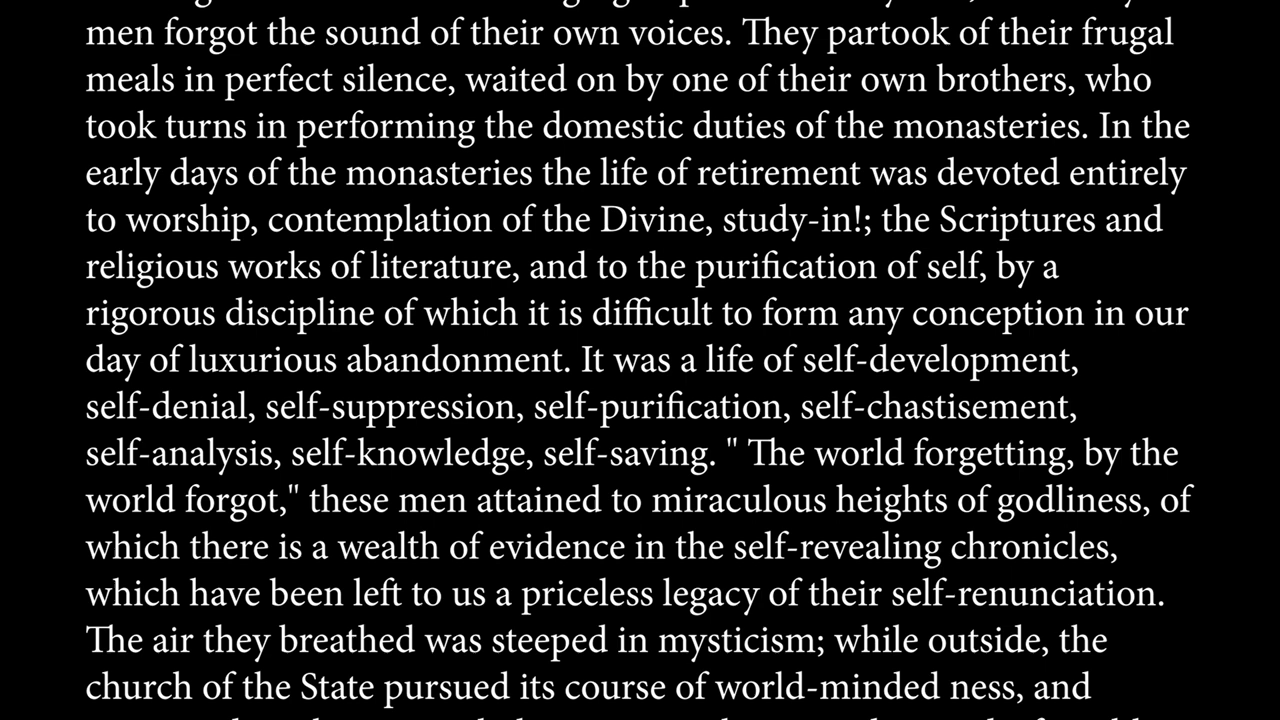 men forgot the sound of their own voices. They partook of their frugal
meals in perfect silence, waited on by one of their own brothers, who
took turns in performing the domestic duties of the monasteries. In the
early days of the monasteries the life of retirement was devoted entirely
to worship, contemplation of the Divine, study-in!; the Scriptures and
religious works of literature, and to the purification of self, by a
rigorous discipline of which it is difficult to form any conception in our
day of luxurious abandonment. It was a life of self-development,
self-denial, self-suppression, self-purification, self-chastisement,
self-analysis, self-knowledge, self-saving. " The world forgetting, by the
world forgot," these men attained to miraculous heights of godliness, of
which there is a wealth of evidence in the self-revealing chronicles,
which have been left to us a priceless legacy of their self-renunciation.
The air they breathed was steeped in mysticism; while outside, the
church of the State pursued its course of world-minded ness, and